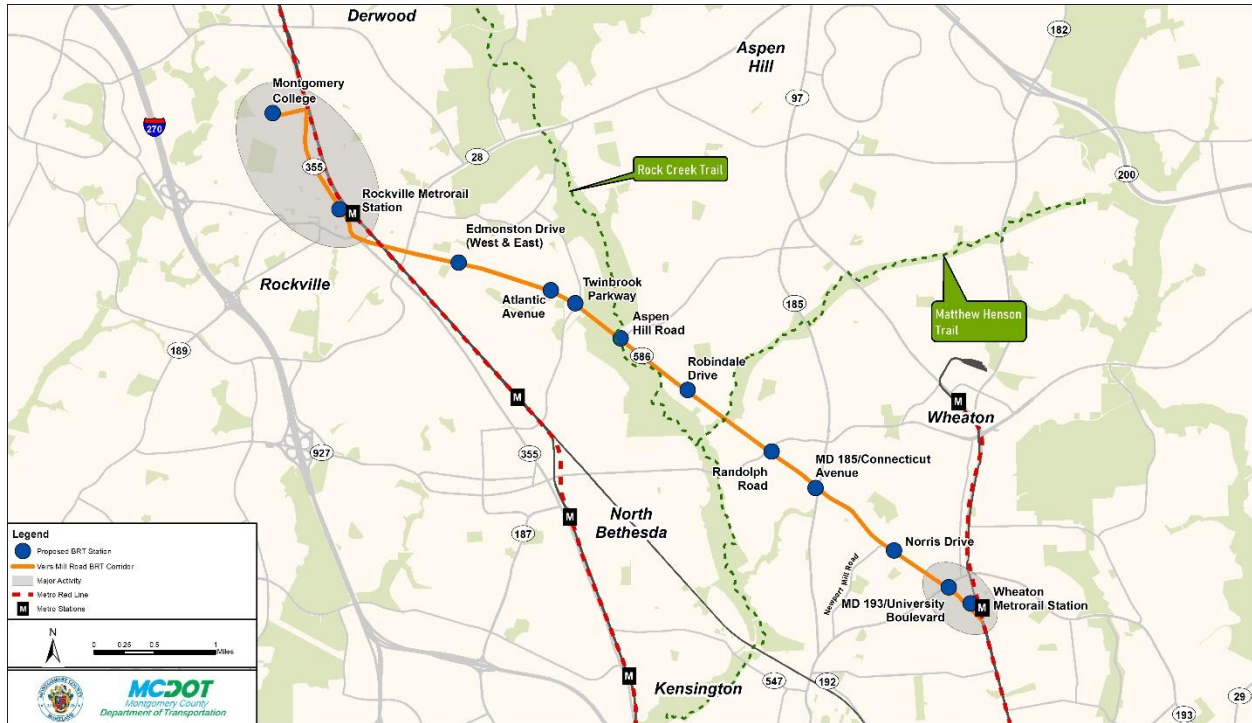 Derwood
Aspen
Hill
182
97
Montgomery
College
270
28
355
Rock Creek Trail
200
Rockville Metrorail
Station
M
Edmonston Drive
(West & East)
Rockville
Twinbrook
Parkway
Atlantic
Avenue
Aspen
Hill Road
185
Matthew Henson
Trail
189
586
Robindale
Drive
M
M
Wheaton
927
355
Randolph
Road
MD 185/Connecticut
Avenue
M
North
Bethesda
187
Norris Drive
Newport Mill Road
MD 193/University
Boulevard
Wheaton
Metrorail Station
M
M
Kensington
547
192
193
29
Legend
Proposed BRT Station
Veirs Mill Road BRT Corridor
Major Activity
Metro Red Line
M
Metro Stations
N
0 0.25 0.5 1
Miles
MONTGOMERY COUNTY
MARYLAND
MCDOT
Montgomery County
Department of Transportation